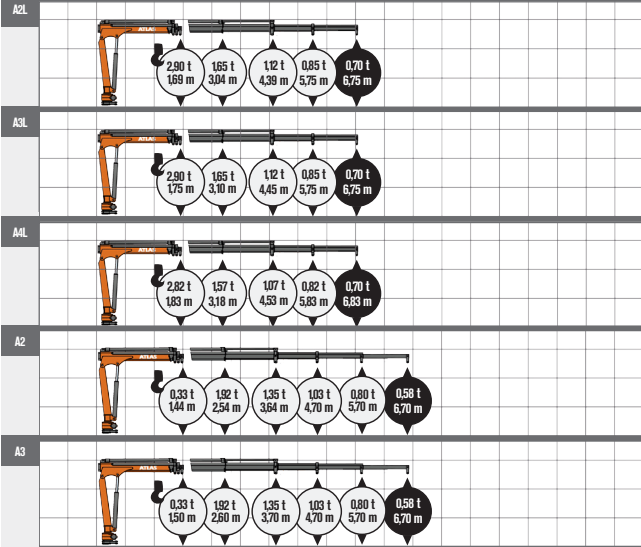 A2L
ATLAS
2,90 t 1,65 t 1,12 t 0,85 t 0,70 t
1,69 m 3,04 m 4,39 m 5,75 m 6,75 m
A3L
ATLAS
2,90 t 1,65 t 1,12 t 0,85 t 0,70 t
1,75 m 3,10 m 4,45 m 5,75 m 6,75 m
A4L
ATLAS
2,82 t 1,57 t 1,07 t 0,82 t 0,70 t
1,83 m 3,18 m 4,53 m 5,83 m 6,83 m
A2
ATLAS
0,33 t 1,92 t 1,35 t 1,03 t 0,80 t 0,58 t
1,44 m 2,54 m 3,64 m 4,70 m 5,70 m 6,70 m
A3
ATLAS
0,33 t 1,92 t 1,35 t 1,03 t 0,80 t 0,58 t
1,50 m 2,60 m 3,70 m 4,70 m 5,70 m 6,70 m